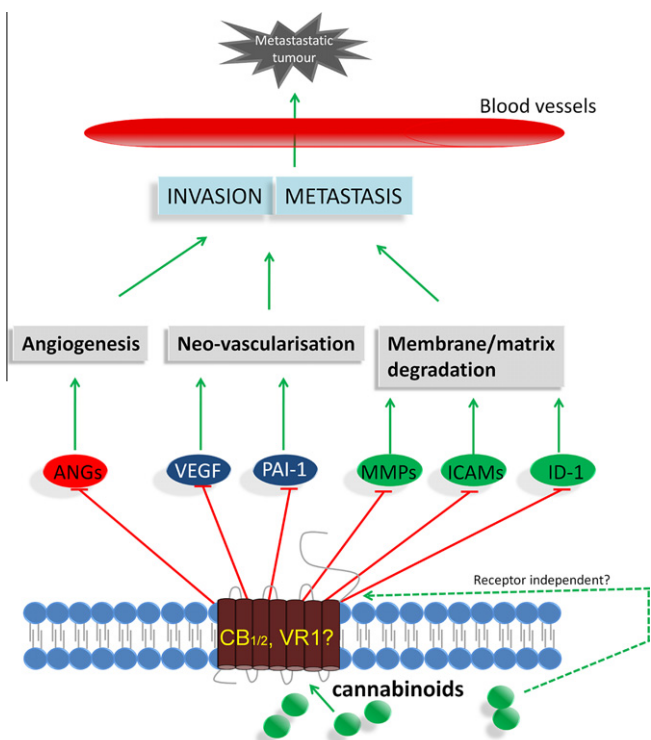 Metastastatic
tumour
Blood vessels
INVASION METASTASIS
Angiogenesis
Neo-vascularisation
Membrane/matrix
degradation
ANGs
VEGF
PAI-1
MMPs
ICAMs
ID-1
Receptor independent?
CB1/2, VR1?
cannabinoids